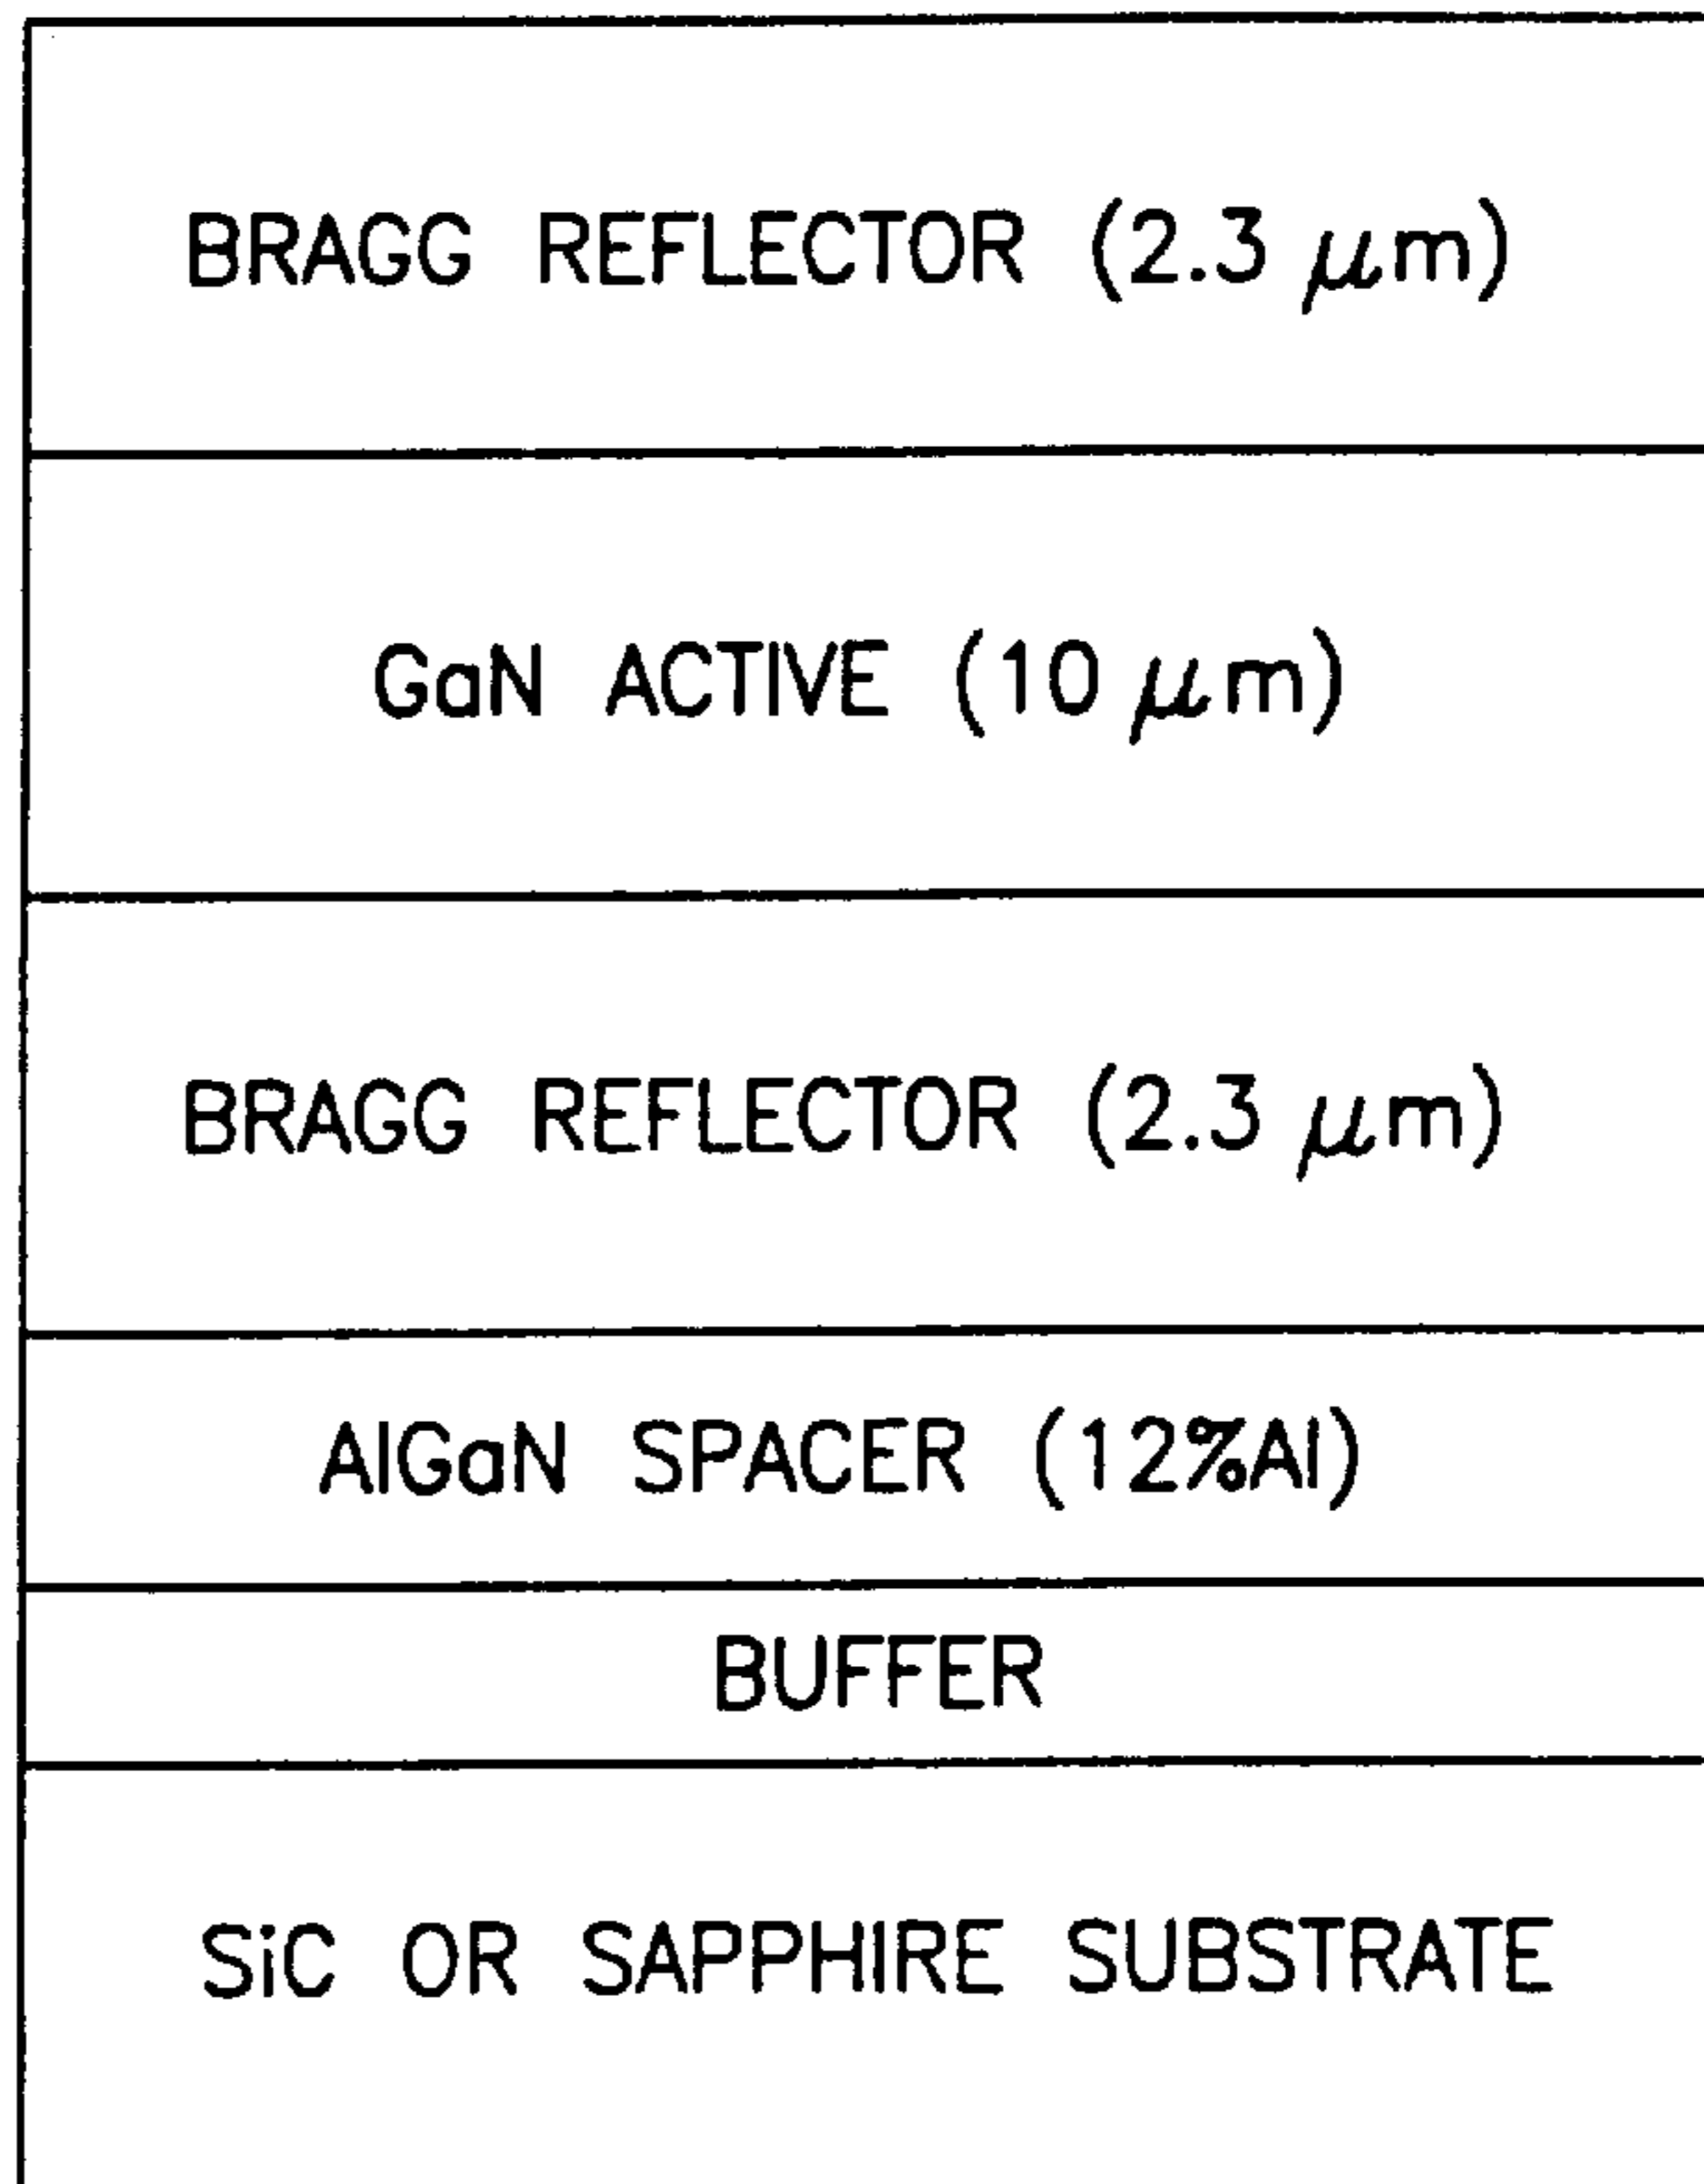 BRAGG REFLECTOR (2.3 μm)
GaN ACTIVE (10 μm)
BRAGG REFLECTOR (2.3 μm)
AlGaN SPACER (12%Al)
BUFFER
SiC OR SAPPHIRE SUBSTRATE